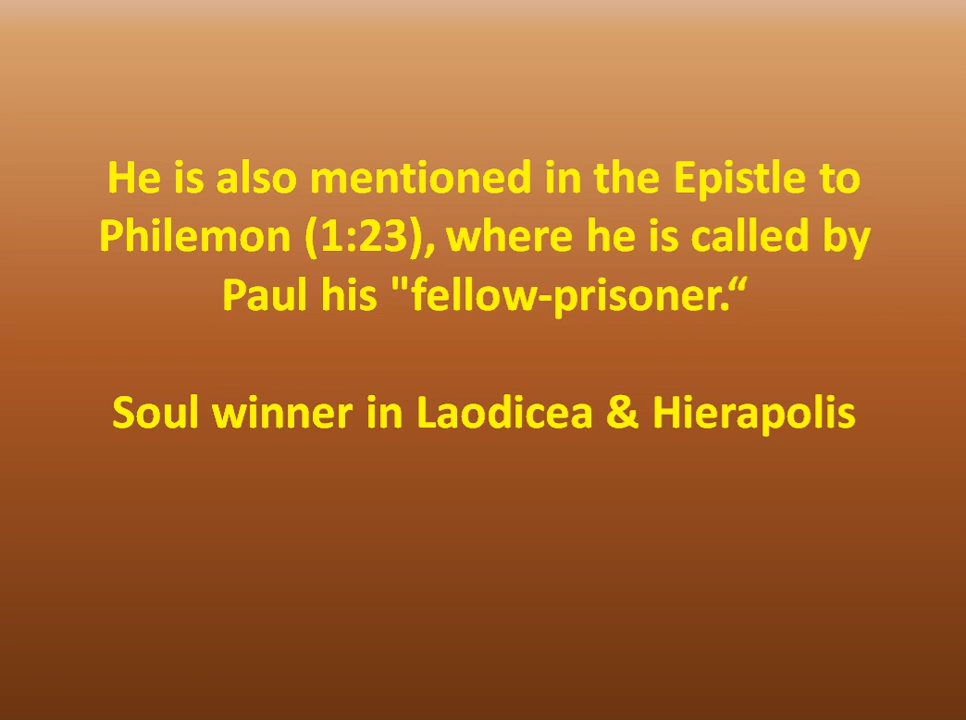 He is also mentioned in the Epistle to
Philemon (1:23), where he is called by
Paul his "fellow-prisoner.“
Soul winner in Laodicea & Hierapolis